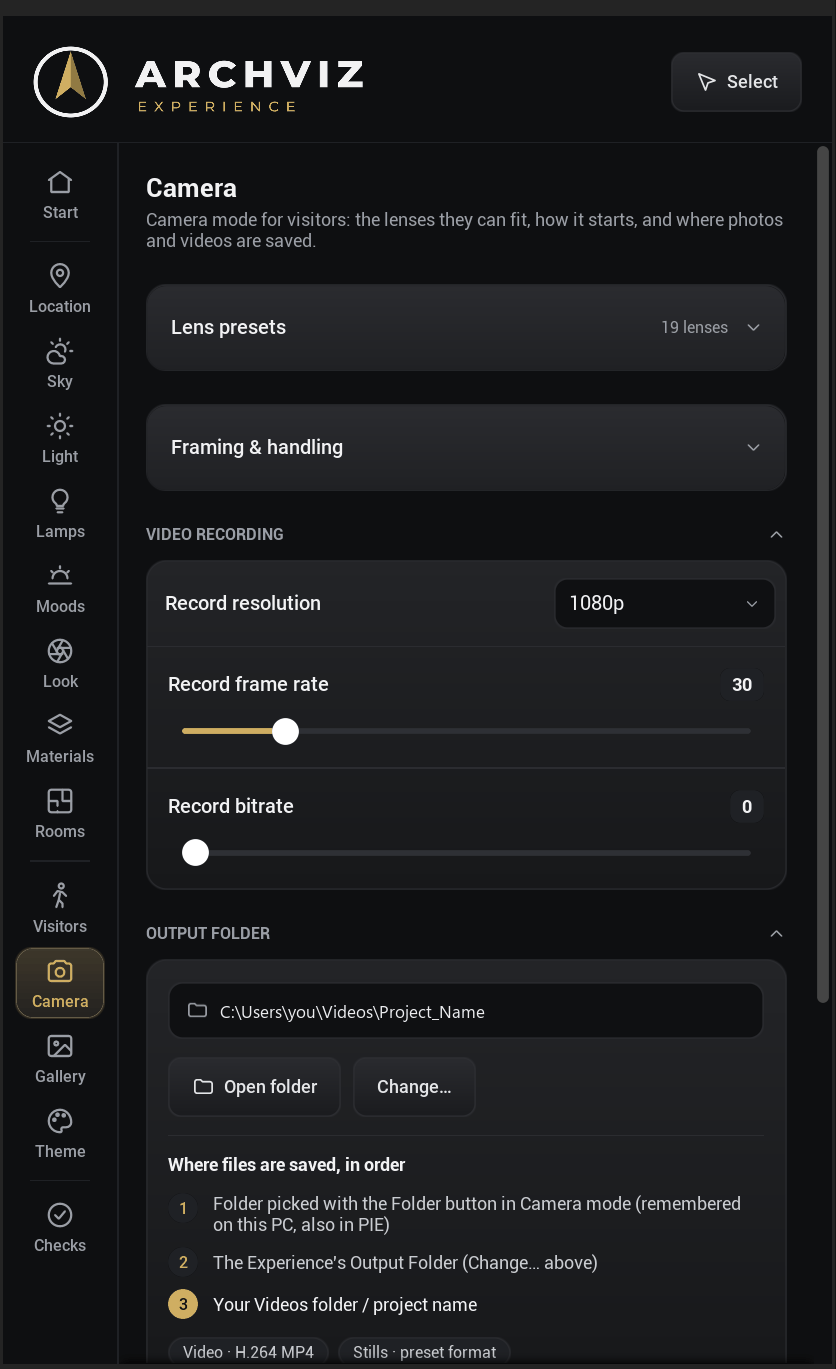 ARCHVIZ
EXPERIENCE
Select
Start
Location
Sky
Light
Lamps
Moods
Look
Materials
Rooms
Visitors
Camera
Gallery
Theme
Checks
Camera
Camera mode for visitors: the lenses they can fit, how it starts, and where photos
and videos are saved.
Lens presets
19 lenses
Framing & handling
VIDEO RECORDING
Record resolution
1080p
Record frame rate
30
Record bitrate
0
OUTPUT FOLDER
C:\Users\you\Videos\Project_Name
Open folder
Change...
Where files are saved, in order
1 Folder picked with the Folder button in Camera mode (remembered
on this PC, also in PIE)
2 The Experience's Output Folder (Change... above)
3 Your Videos folder / project name
Video · H.264 MP4
Stills · preset format